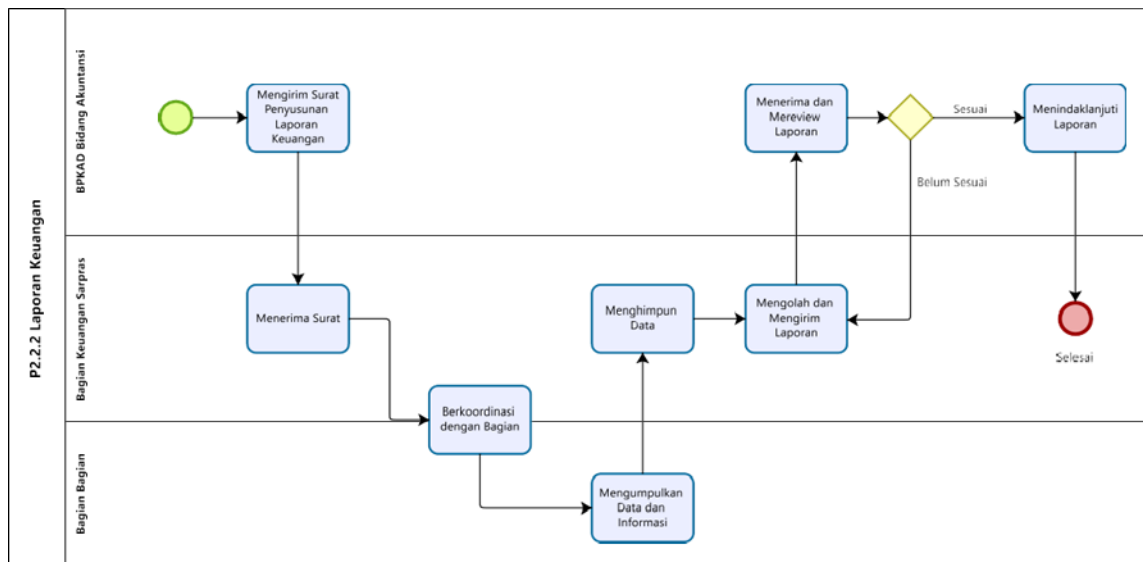 P2.2.2 Laporan Keuangan
BPKAD Bidang Akuntansi
Mengirim Surat
Penyusunan
Laporan
Keuangan
Menerima dan
Mereview
Laporan
Sesuai
Belum Sesuai
Menindaklanjuti
Laporan
Bagian Keuangan Sarpras
Menerima Surat
Berkoordinasi
dengan Bagian
Menghimpun
Data
Mengolah dan
Mengirim
Laporan
Selesai
Bagian Bagian
Mengumpulkan
Data dan
Informasi